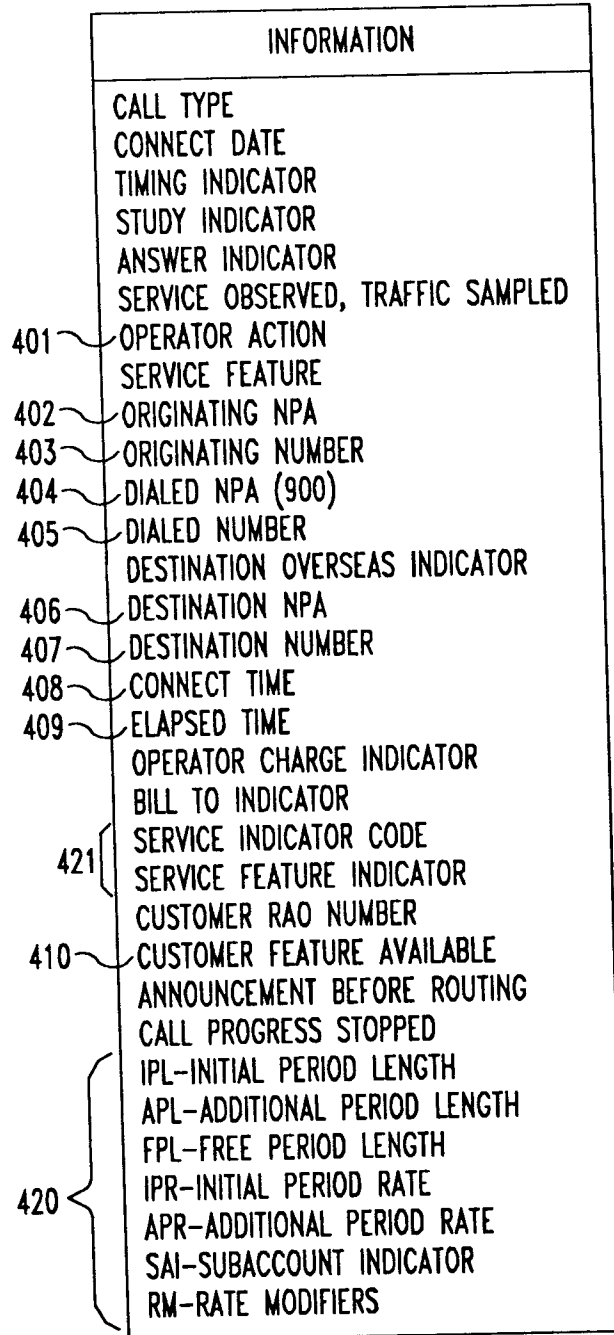 INFORMATION
CALL TYPE
CONNECT DATE
TIMING INDICATOR
STUDY INDICATOR
ANSWER INDICATOR
SERVICE OBSERVED, TRAFFIC SAMPLED
401 OPERATOR ACTION
SERVICE FEATURE
402 ORIGINATING NPA
403 ORIGINATING NUMBER
404 DIALED NPA (900)
405 DIALED NUMBER
DESTINATION OVERSEAS INDICATOR
406 DESTINATION NPA
407 DESTINATION NUMBER
408 CONNECT TIME
409 ELAPSED TIME
OPERATOR CHARGE INDICATOR
BILL TO INDICATOR
421 SERVICE INDICATOR CODE
SERVICE FEATURE INDICATOR
CUSTOMER RAO NUMBER
410 CUSTOMER FEATURE AVAILABLE
ANNOUNCEMENT BEFORE ROUTING
CALL PROGRESS STOPPED
420 IPL-INITIAL PERIOD LENGTH
APL-ADDITIONAL PERIOD LENGTH
FPL-FREE PERIOD LENGTH
IPR-INITIAL PERIOD RATE
APR-ADDITIONAL PERIOD RATE
SAI-SUBACCOUNT INDICATOR
RM-RATE MODIFIERS